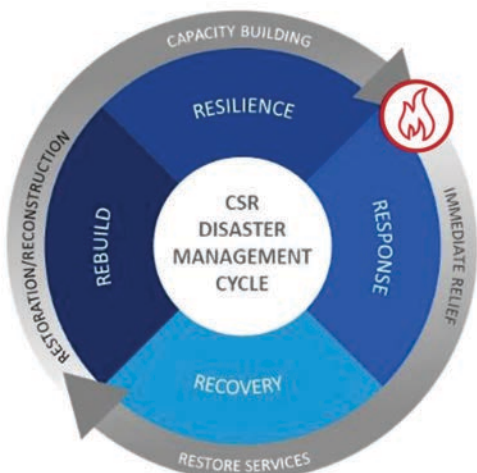 CAPACITY BUILDING
RESILIENCE
CSR
DISASTER
MANAGEMENT
CYCLE
RESPONSE
IMMEDIATE RELIEF
RECOVERY
RESTORE SERVICES
REBUILD
RESTORATION/RECONSTRUCTION